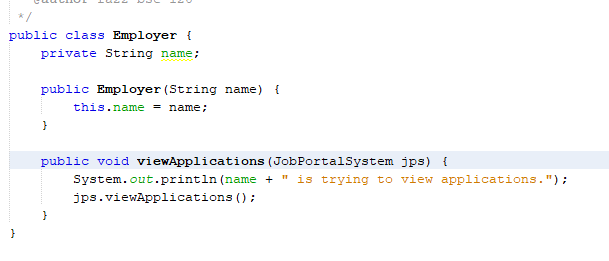 */
public class Employer {
    private String name;

    public Employer(String name) {
        this.name = name;
    }

    public void viewApplications(JobPortalSystem jps) {
        System.out.println(name + " is trying to view applications.");
        jps.viewApplications();
    }
}